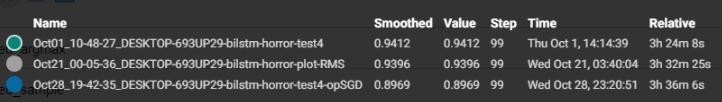 Name Smoothed Value Step Time Relative
Oct01_10-48-27_DESKTOP-693UP29-bilstm-horror-test4 0.9412 0.9412 99 Thu Oct 1, 14:14:39 3h 24m 8s
Oct21_00-05-36_DESKTOP-693UP29-bilstm-horror-plot-RMS 0.9396 0.9396 99 Wed Oct 21, 03:40:04 3h 32m 25s
Oct28_19-42-35_DESKTOP-693UP29-bilstm-horror-test4-opSGD 0.8969 0.8969 99 Wed Oct 28, 23:20:51 3h 36m 6s